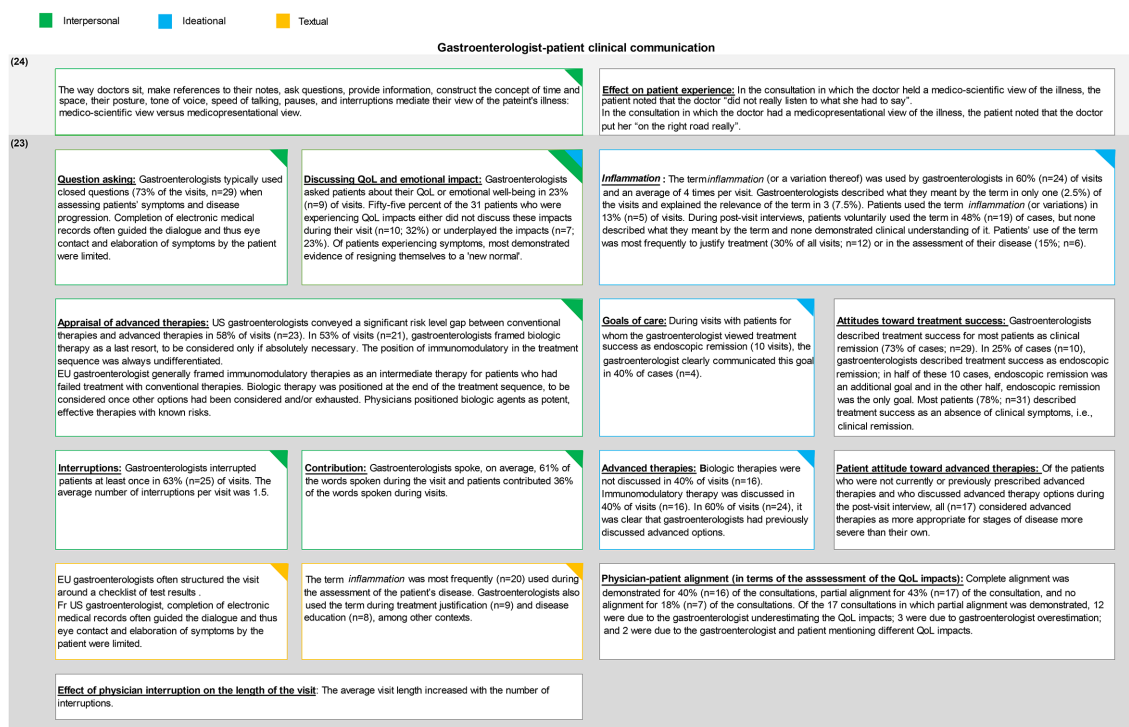 Interpersonal
Ideational
Textual
Gastroenterologist-patient clinical communication
(24)
The way doctors sit, make references to their notes, ask questions, provide information, construct the concept of time and
space, their posture, tone of voice, speed of talking, pauses, and interruptions mediate their view of the pateint's illness:
medico-scientific view versus medicopresentational view.
Effect on patient experience: In the consultation in which the doctor held a medico-scientific view of the illness, the
patient noted that the doctor “did not really listen to what she had to say”.
In the consultation in which the doctor had a medicopresentational view of the illness, the patient noted that the doctor
put her “on the right road really”.
(23)
Question asking: Gastroenterologists typically used
closed questions (73% of the visits, n=29) when
assessing patients' symptoms and disease
progression. Completion of electronic medical
records often guided the dialogue and thus eye
contact and elaboration of symptoms by the patient
were limited.
Discussing QoL and emotional impact: Gastroenterologists
asked patients about their QoL or emotional well-being in 23%
(n=9) of visits. Fifty-five percent of the 31 patients who were
experiencing QoL impacts either did not discuss these impacts
during their visit (n=10; 32%) or underplayed the impacts (n=7;
23%). Of patients experiencing symptoms, most demonstrated
evidence of resigning themselves to a 'new normal'.
Inflammation : The term inflammation (or a variation thereof) was used by gastroenterologists in 60% (n=24) of visits
and an average of 4 times per visit. Gastroenterologists described what they meant by the term in only one (2.5%) of
the visits and explained the relevance of the term in 3 (7.5%). Patients used the term inflammation (or variations) in
13% (n=5) of visits. During post-visit interviews, patients voluntarily used the term in 48% (n=19) of cases, but none
described what they meant by the term and none demonstrated clinical understanding of it. Patients' use of the term
was most frequently to justify treatment (30% of all visits; n=12) or in the assessment of their disease (15%; n=6).
Appraisal of advanced therapies: US gastroenterologists conveyed a significant risk level gap between conventional
therapies and advanced therapies in 58% of visits (n=23). In 53% of visits (n=21), gastroenterologists framed biologic
therapy as a last resort, to be considered only if absolutely necessary. The position of immunomodulatory in the treatment
sequence was always undifferentiated.
EU gastroenterologist generally framed immunomodulatory therapies as an intermediate therapy for patients who had
failed treatment with conventional therapies. Biologic therapy was positioned at the end of the treatment sequence, to be
considered once other options had been considered and/or exhausted. Physicians positioned biologic agents as potent,
effective therapies with known risks.
Goals of care: During visits with patients for
whom the gastroenterologist viewed treatment
success as endoscopic remission (10 visits), the
gastroenterologist clearly communicated this goal
in 40% of cases (n=4).
Attitudes toward treatment success: Gastroenterologists
described treatment success for most patients as clinical
remission (73% of cases; n=29). In 25% of cases (n=10),
gastroenterologists described treatment success as endoscopic
remission; in half of these 10 cases, endoscopic remission was
an additional goal and in the other half, endoscopic remission
was the only goal. Most patients (78%; n=31) described
treatment success as an absence of clinical symptoms, i.e.,
clinical remission.
Interruptions: Gastroenterologists interrupted
patients at least once in 63% (n=25) of visits. The
average number of interruptions per visit was 1.5.
Contribution: Gastroenterologists spoke, on average, 61% of
the words spoken during the visit and patients contributed 36%
of the words spoken during visits.
Advanced therapies: Biologic therapies were
not discussed in 40% of visits (n=16).
Immunomodulatory therapy was discussed in
40% of visits (n=16). In 60% of visits (n=24), it
was clear that gastroenterologists had previously
discussed advanced options.
Patient attitude toward advanced therapies: Of the patients
who were not currently or previously prescribed advanced
therapies and who discussed advanced therapy options during
the post-visit interview, all (n=17) considered advanced
therapies as more appropriate for stages of disease more
severe than their own.
EU gastroenterologists often structured the visit
around a checklist of test results .
Fr US gastroenterologist, completion of electronic
medical records often guided the dialogue and thus
eye contact and elaboration of symptoms by the
patient were limited.
The term inflammation was most frequently (n=20) used during
the assessment of the patient's disease. Gastroenterologists also
used the term during treatment justification (n=9) and disease
education (n=8), among other contexts.
Physician-patient alignment (in terms of the asssessment of the QoL impacts): Complete alignment was
demonstrated for 40% (n=16) of the consultations, partial alignment for 43% (n=17) of the consultation, and no
alignment for 18% (n=7) of the consultations. Of the 17 consultations in which partial alignment was demonstrated, 12
were due to the gastroenterologist underestimating the QoL impacts; 3 were due to gastroenterologist overestimation;
and 2 were due to the gastroenterologist and patient mentioning different QoL impacts.
Effect of physician interruption on the length of the visit: The average visit length increased with the number of
interruptions.